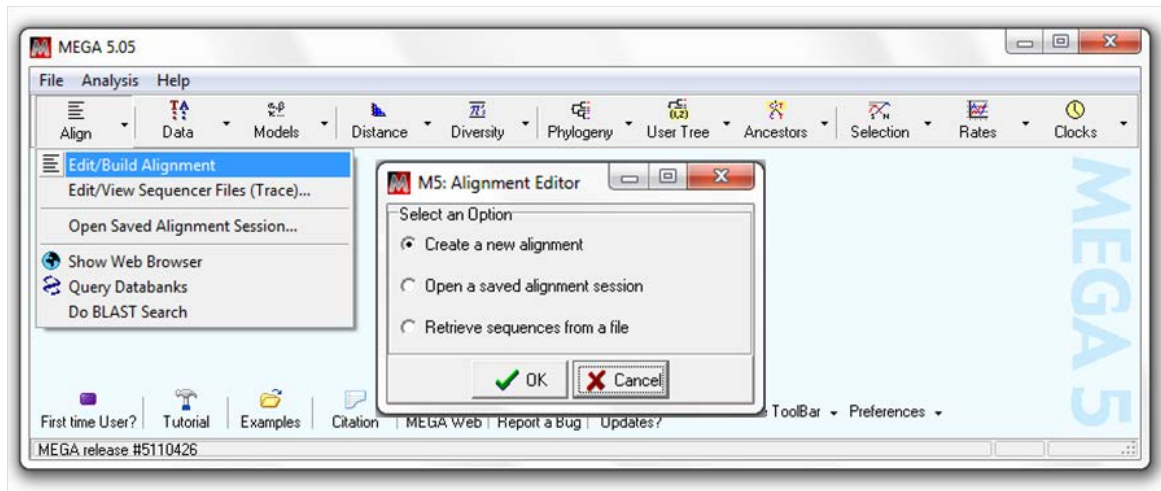 MEGA 5.05
File Analysis Help
Align Data Models Distance Diversity Phylogeny User Tree Ancestors Selection Rates Clocks
Edit/Build Alignment
Edit/View Sequencer Files (Trace)...
Open Saved Alignment Session...
Show Web Browser
Query Databanks
Do BLAST Search
M5: Alignment Editor
Select an Option
Create a new alignment
Open a saved alignment session
Retrieve sequences from a file
OK Cancel
MEGA 5
First time User? Tutorial Examples Citation MEGA Web Report a Bug Updates? ToolBar Preferences
MEGA release #5110426